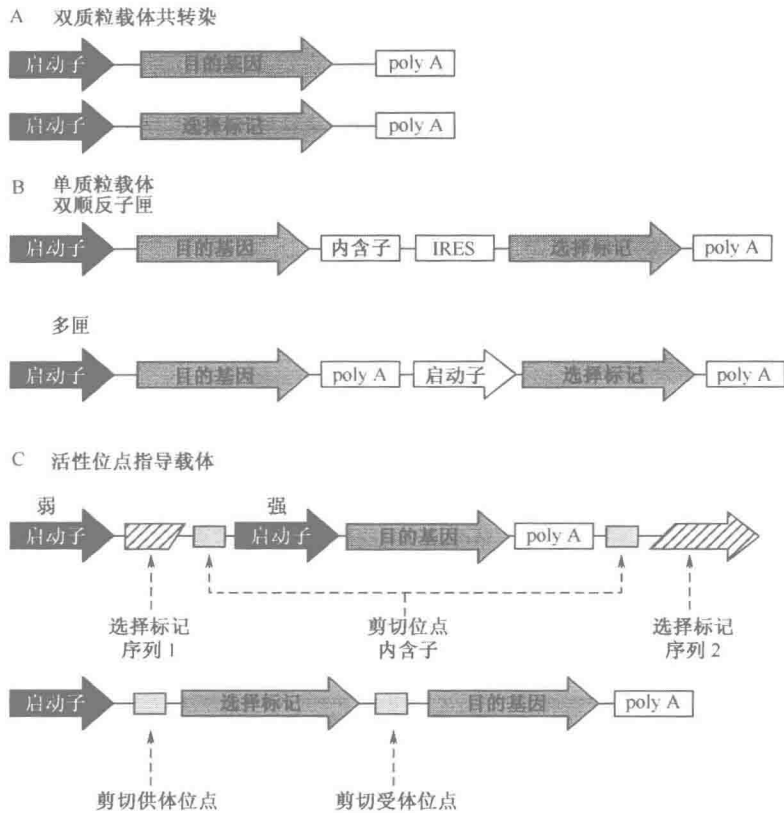 A 双质粒载体共转染
启动子 目的基因 poly A
启动子 选择标记 poly A
B 单质粒载体
双顺反子匣
启动子 目的基因 内含子 IRES 选择标记 poly A
多匣
启动子 目的基因 poly A 启动子 选择标记 poly A
C 活性位点指导载体
弱 强
启动子 启动子 目的基因 poly A
选择标记 剪切位点 选择标记
序列 1 内含子 序列 2
启动子 选择标记 目的基因 poly A
剪切供体位点 剪切受体位点